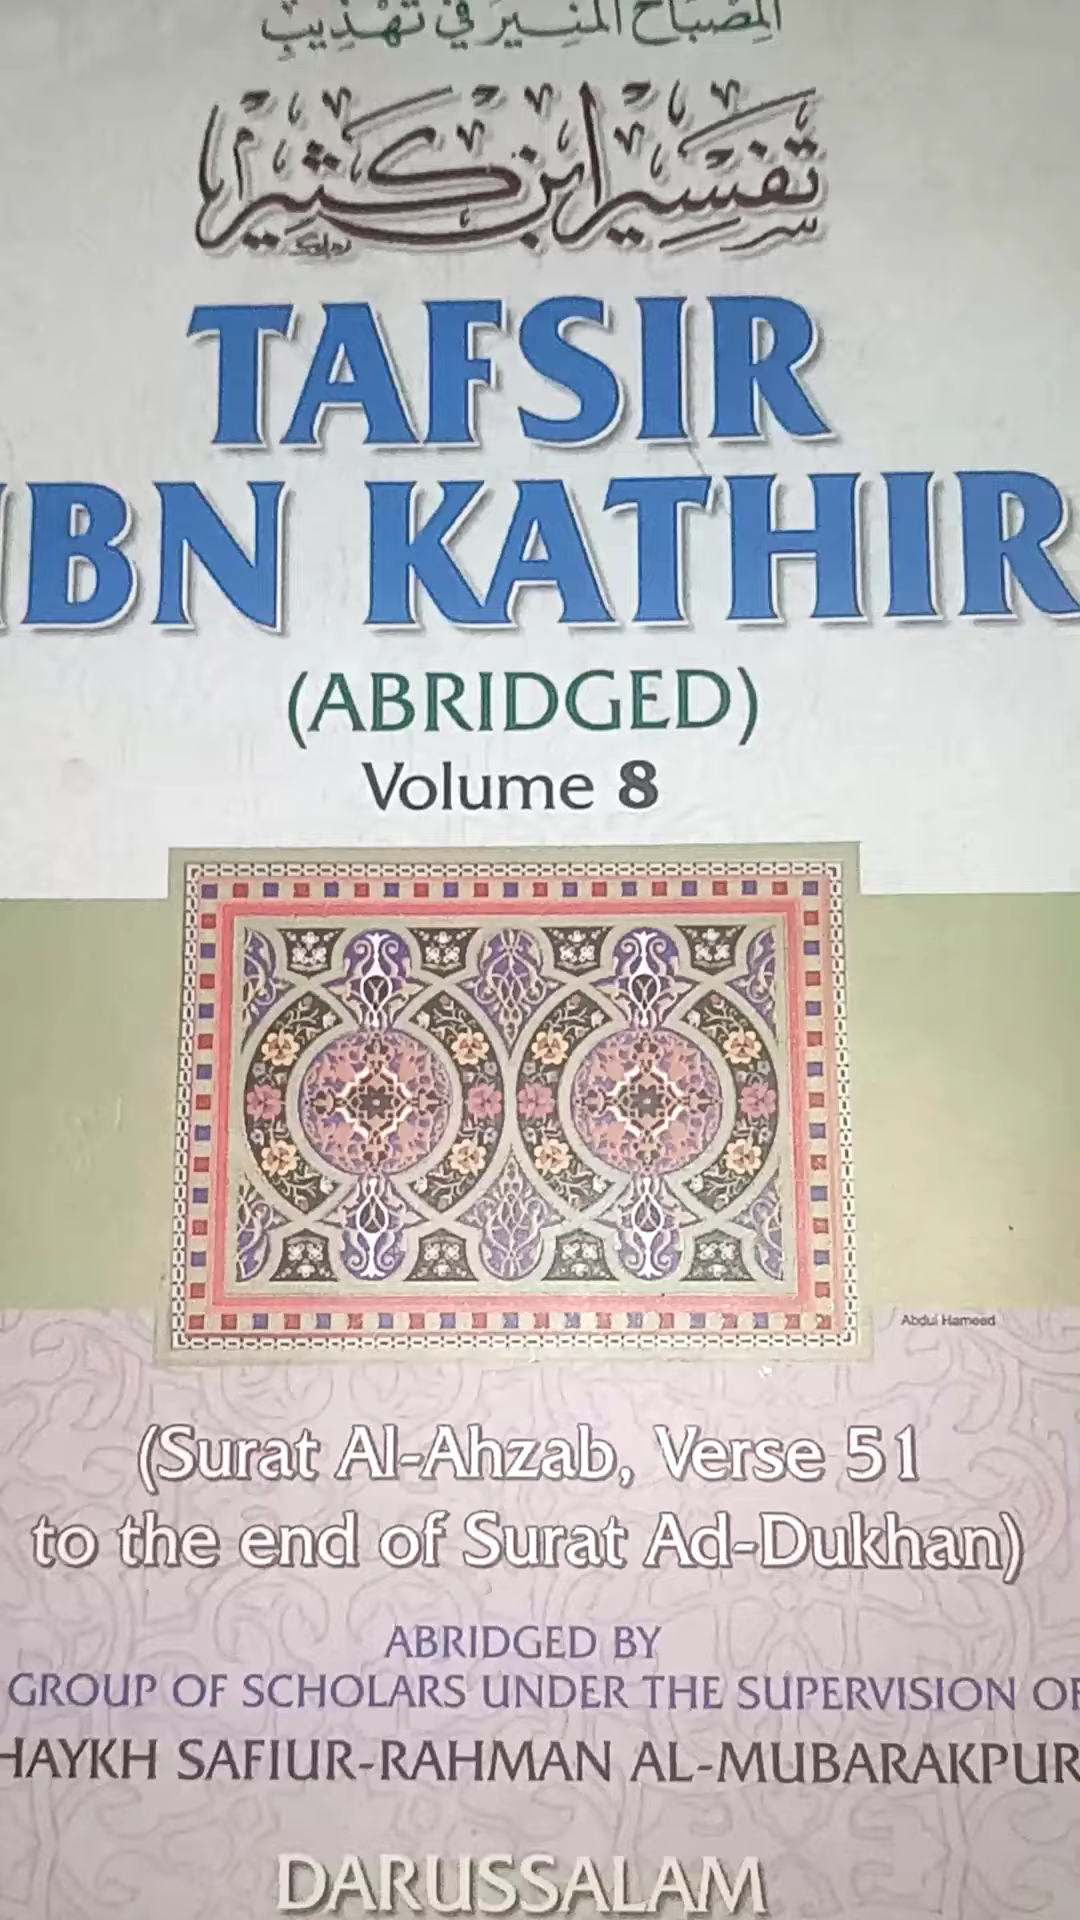 المصباح المنير في تهذيب
تفسير ابن كثير
TAFSIR
IBN KATHIR
(ABRIDGED)
Volume 8
Abdul Hameed
(Surat Al-Ahzab, Verse 51
to the end of Surat Ad-Dukhan)
ABRIDGED BY
GROUP OF SCHOLARS UNDER THE SUPERVISION OF
HAYKH SAFIUR-RAHMAN AL-MUBARAKPUR
DARUSSALAM